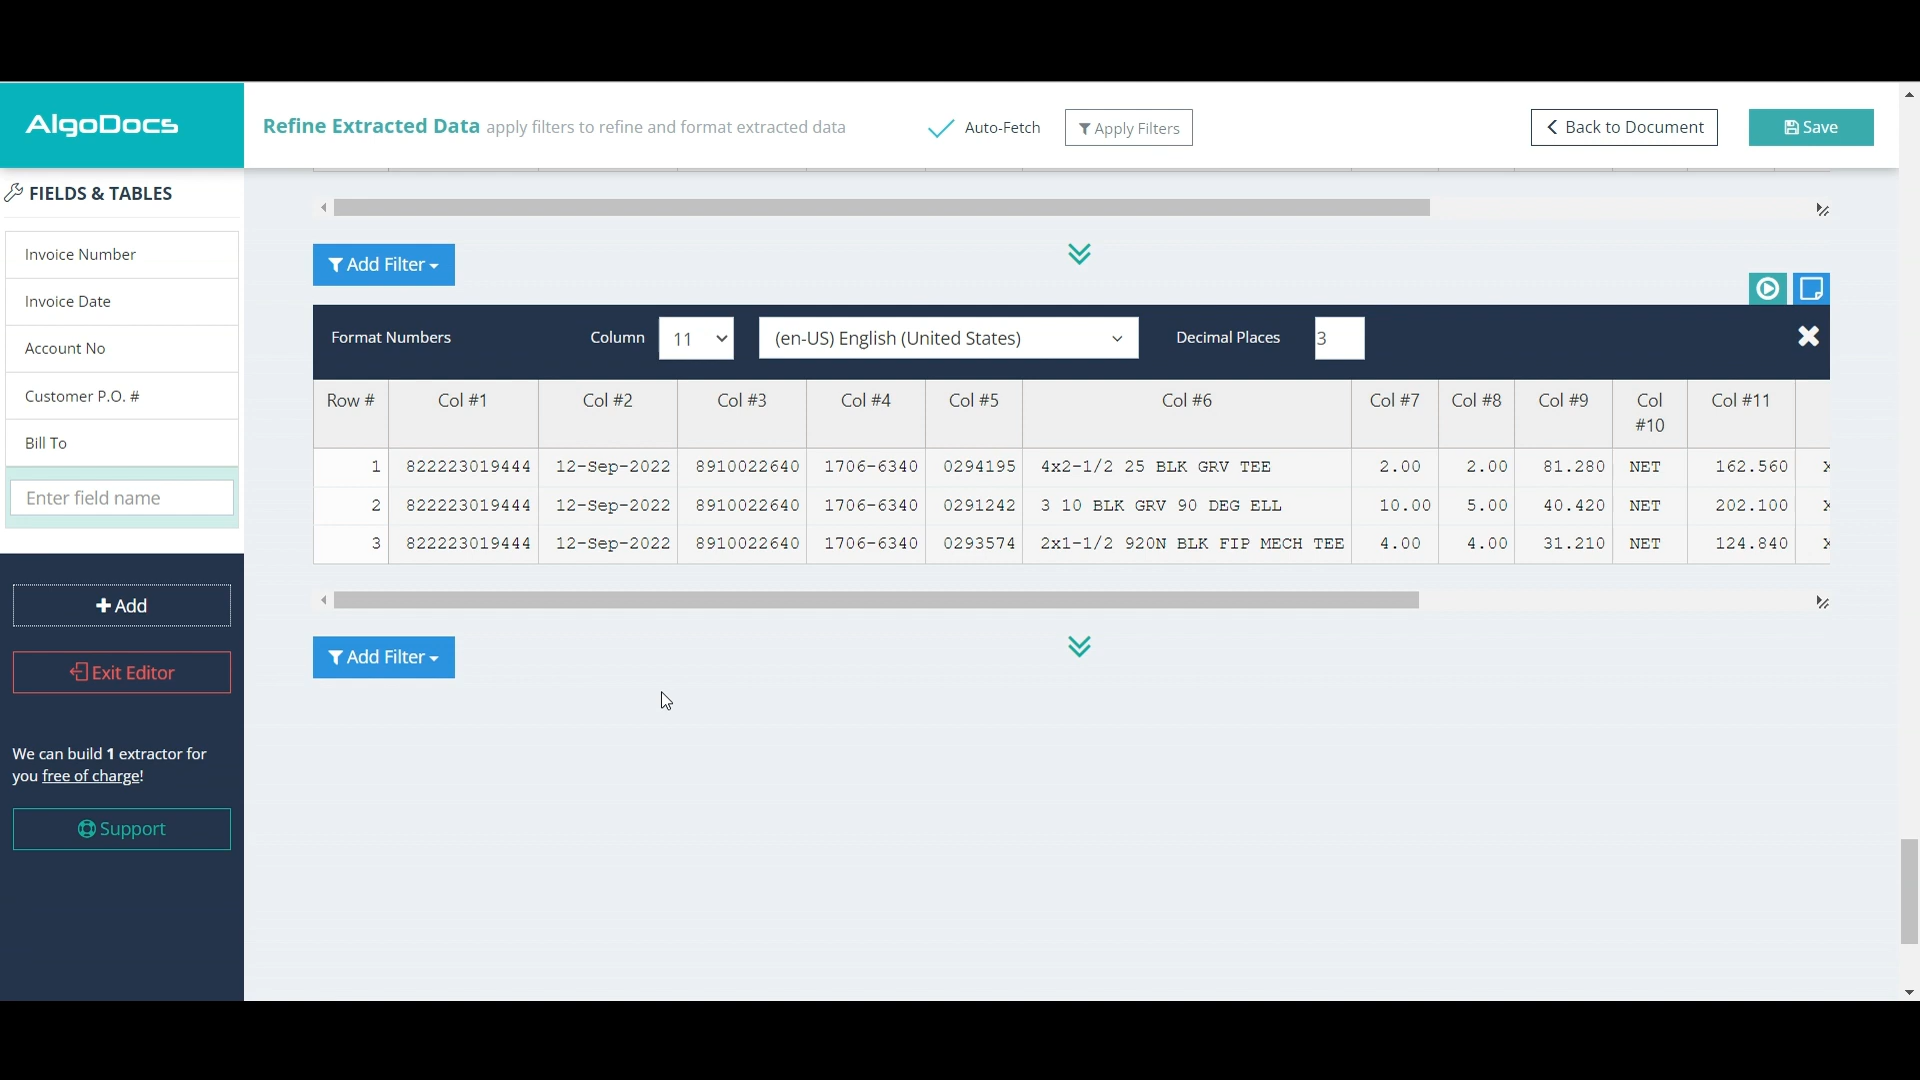 AlgoDocs
Refine Extracted Data apply filters to refine and format extracted data
Auto-Fetch
Apply Filters
Back to Document
Save
FIELDS & TABLES
Invoice Number
Invoice Date
Account No
Customer P.O. #
Bill To
Enter field name
Add
Exit Editor
We can build 1 extractor for
you free of charge!
Support
Add Filter
Format Numbers Column 11 (en-US) English (United States) Decimal Places 3
Row # Col #1 Col #2 Col #3 Col #4 Col #5 Col #6 Col #7 Col #8 Col #9 Col #10 Col #11
1 822223019444 12-Sep-2022 8910022640 1706-6340 0294195 4x2-1/2 25 BLK GRV TEE 2.00 2.00 81.280 NET 162.560
2 822223019444 12-Sep-2022 8910022640 1706-6340 0291242 3 10 BLK GRV 90 DEG ELL 10.00 5.00 40.420 NET 202.100
3 822223019444 12-Sep-2022 8910022640 1706-6340 0293574 2x1-1/2 920N BLK FIP MECH TEE 4.00 4.00 31.210 NET 124.840
Add Filter